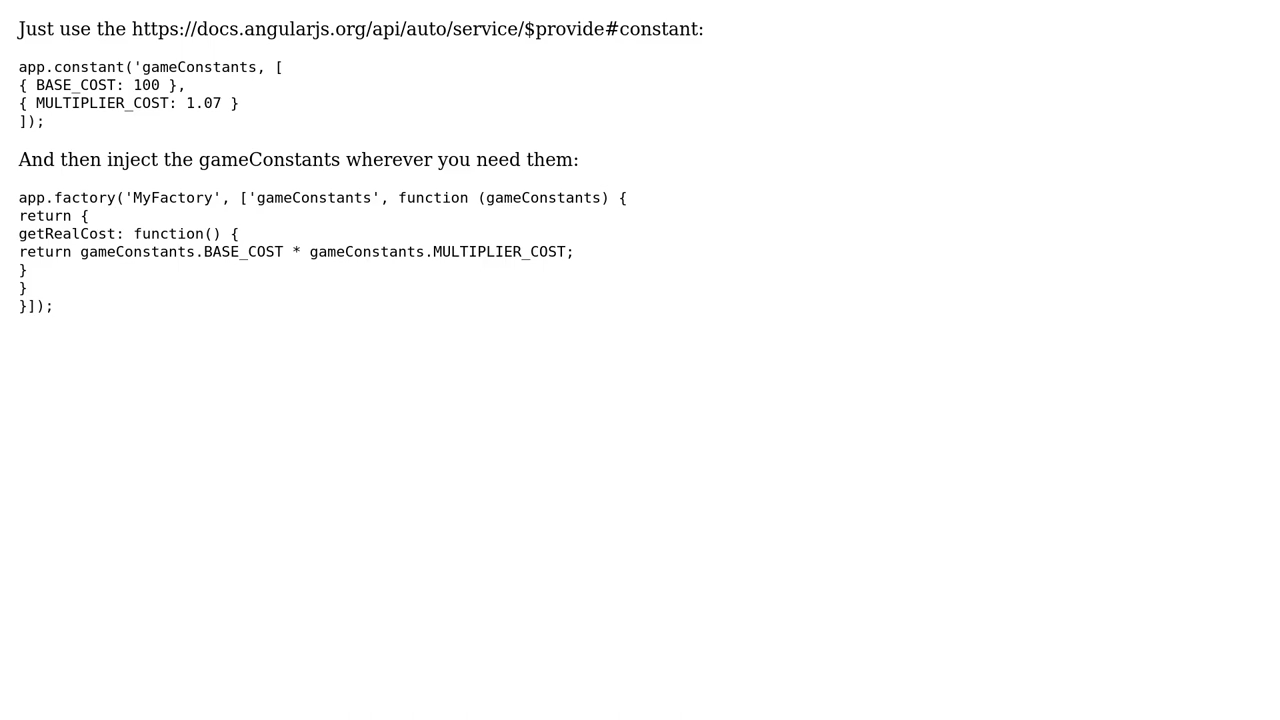 Just use the https://docs.angularjs.org/api/auto/service/$provide#constant:
app.constant('gameConstants, [
{ BASE_COST: 100 },
{ MULTIPLIER_COST: 1.07 }
]);
And then inject the gameConstants wherever you need them:
app.factory('MyFactory', ['gameConstants', function (gameConstants) {
return {
getRealCost: function() {
return gameConstants.BASE_COST * gameConstants.MULTIPLIER_COST;
}
}
}]);